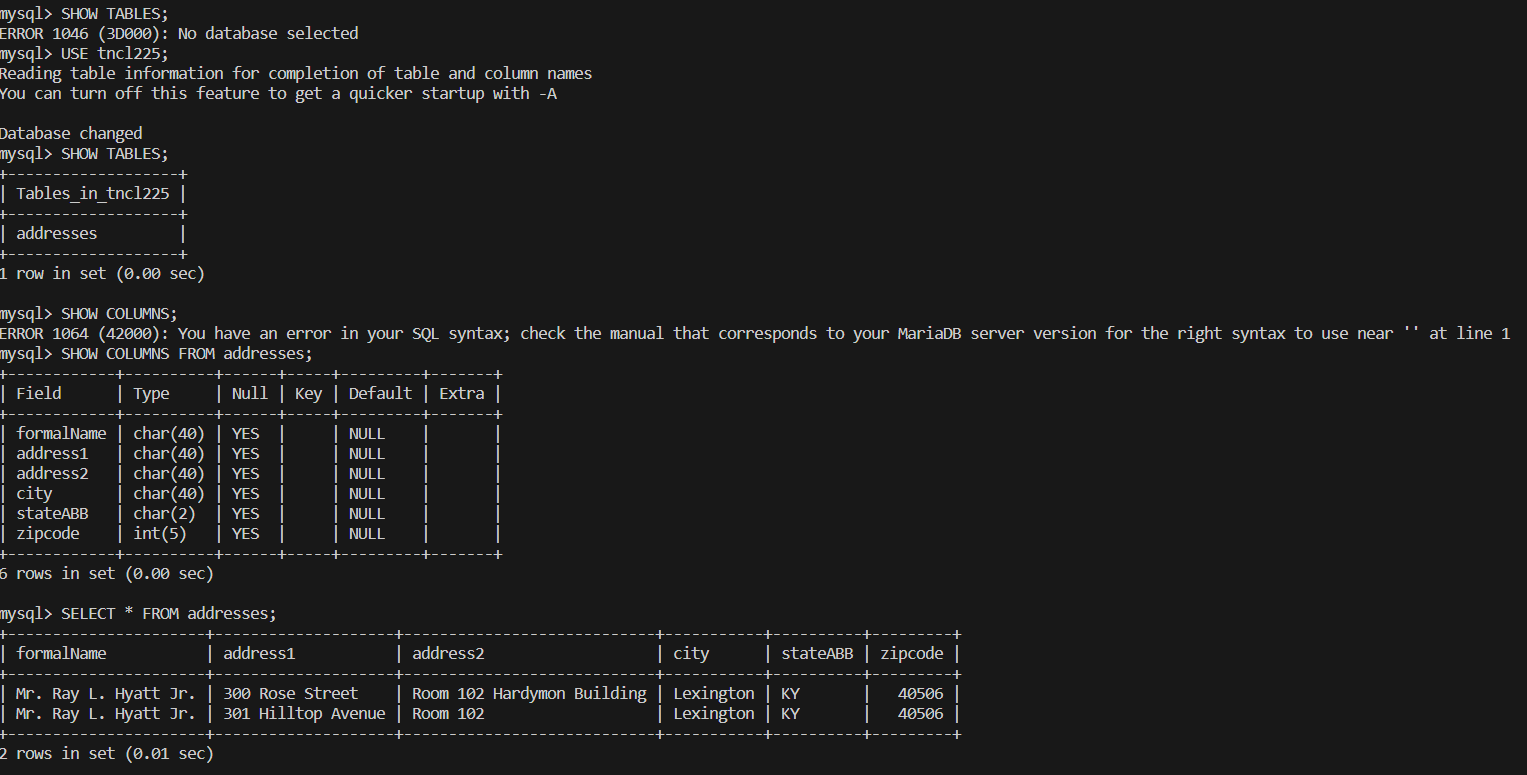 mysql> SHOW TABLES;
ERROR 1046 (3D000): No database selected
mysql> USE tncl225;
Reading table information for completion of table and column names
You can turn off this feature to get a quicker startup with -A

Database changed
mysql> SHOW TABLES;
+-------------------+
| Tables_in_tncl225 |
+-------------------+
| addresses         |
+-------------------+
1 row in set (0.00 sec)

mysql> SHOW COLUMNS;
ERROR 1064 (42000): You have an error in your SQL syntax; check the manual that corresponds to your MariaDB server version for the right syntax to use near '' at line 1
mysql> SHOW COLUMNS FROM addresses;
+------------+----------+------+-----+---------+-------+
| Field      | Type     | Null | Key | Default | Extra |
+------------+----------+------+-----+---------+-------+
| formalName | char(40) | YES  |     | NULL    |       |
| address1   | char(40) | YES  |     | NULL    |       |
| address2   | char(40) | YES  |     | NULL    |       |
| city       | char(40) | YES  |     | NULL    |       |
| stateABB   | char(2)  | YES  |     | NULL    |       |
| zipcode    | int(5)   | YES  |     | NULL    |       |
+------------+----------+------+-----+---------+-------+
6 rows in set (0.00 sec)

mysql> SELECT * FROM addresses;
+----------------------+--------------------+----------------------------+-----------+----------+---------+
| formalName           | address1           | address2                   | city      | stateABB | zipcode |
+----------------------+--------------------+----------------------------+-----------+----------+---------+
| Mr. Ray L. Hyatt Jr. | 300 Rose Street    | Room 102 Hardymon Building | Lexington | KY       |   40506 |
| Mr. Ray L. Hyatt Jr. | 301 Hilltop Avenue | Room 102                   | Lexington | KY       |   40506 |
+----------------------+--------------------+----------------------------+-----------+----------+---------+
2 rows in set (0.01 sec)